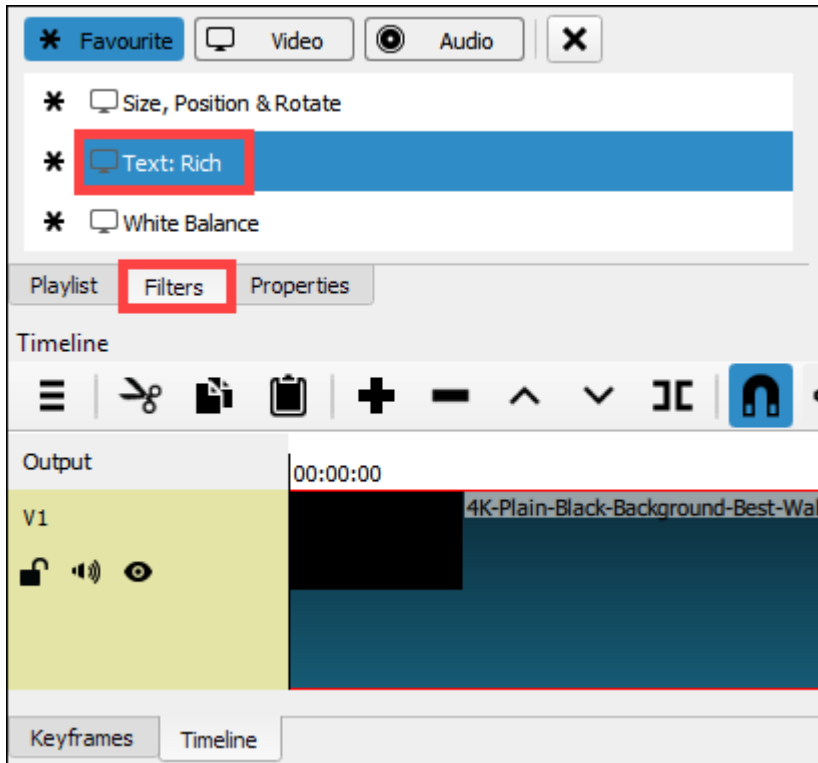 Favourite Video Audio
Size, Position & Rotate
Text: Rich
White Balance
Playlist Filters Properties
Timeline
Output
00:00:00
V1
4K-Plain-Black-Background-Best-Wal
Keyframes Timeline